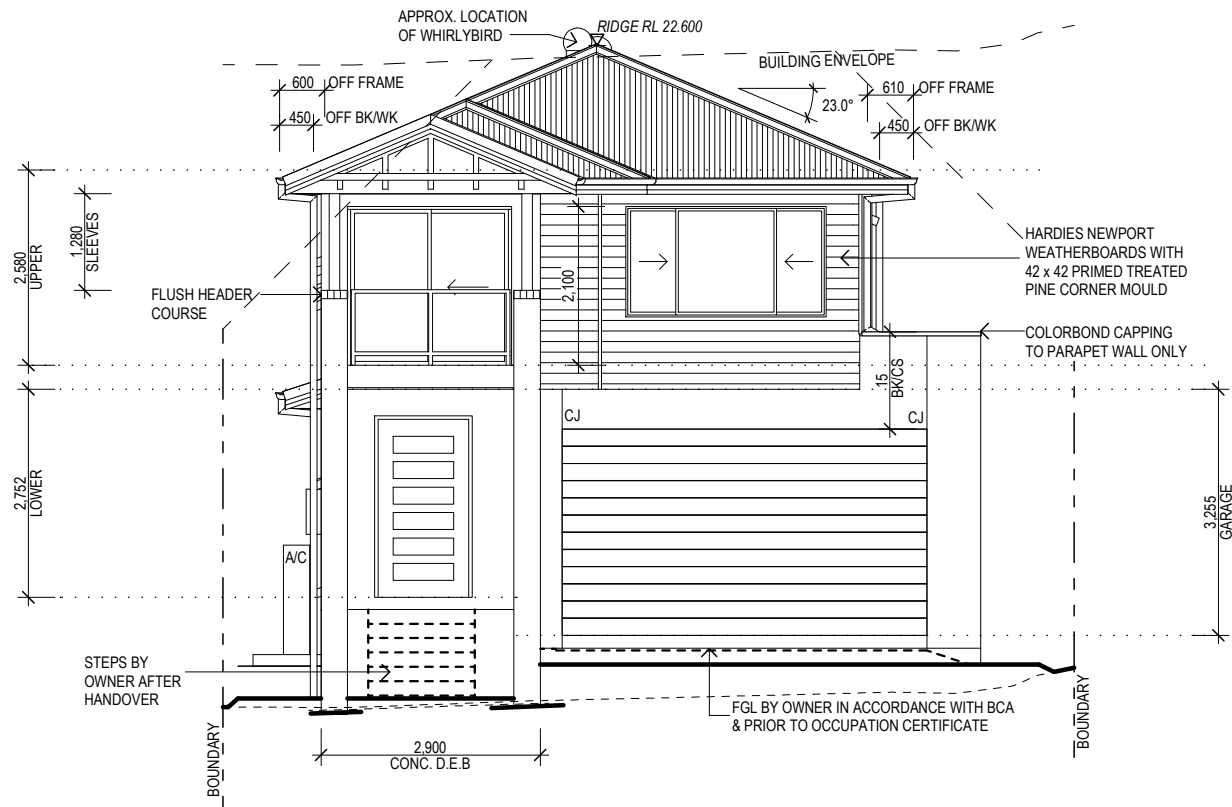 APPROX. LOCATION
OF WHIRLYBIRD
RIDGE RL 22.600
BUILDING ENVELOPE
600
OFF FRAME
450
OFF BK/WK
23.0°
610
OFF FRAME
450
OFF BK/WK
2,580
UPPER
1,280
SLEEVES
FLUSH HEADER
COURSE
2,100
HARDIES NEWPORT
WEATHERBOARDS WITH
42 x 42 PRIMED TREATED
PINE CORNER MOULD
COLORBOND CAPPING
TO PARAPET WALL ONLY
15
BK/CS
CJ
CJ
2,752
LOWER
3,255
GARAGE
A/C
STEPS BY
OWNER AFTER
HANDOVER
FGL BY OWNER IN ACCORDANCE WITH BCA
& PRIOR TO OCCUPATION CERTIFICATE
2,900
CONC. D.E.B
BOUNDARY
BOUNDARY